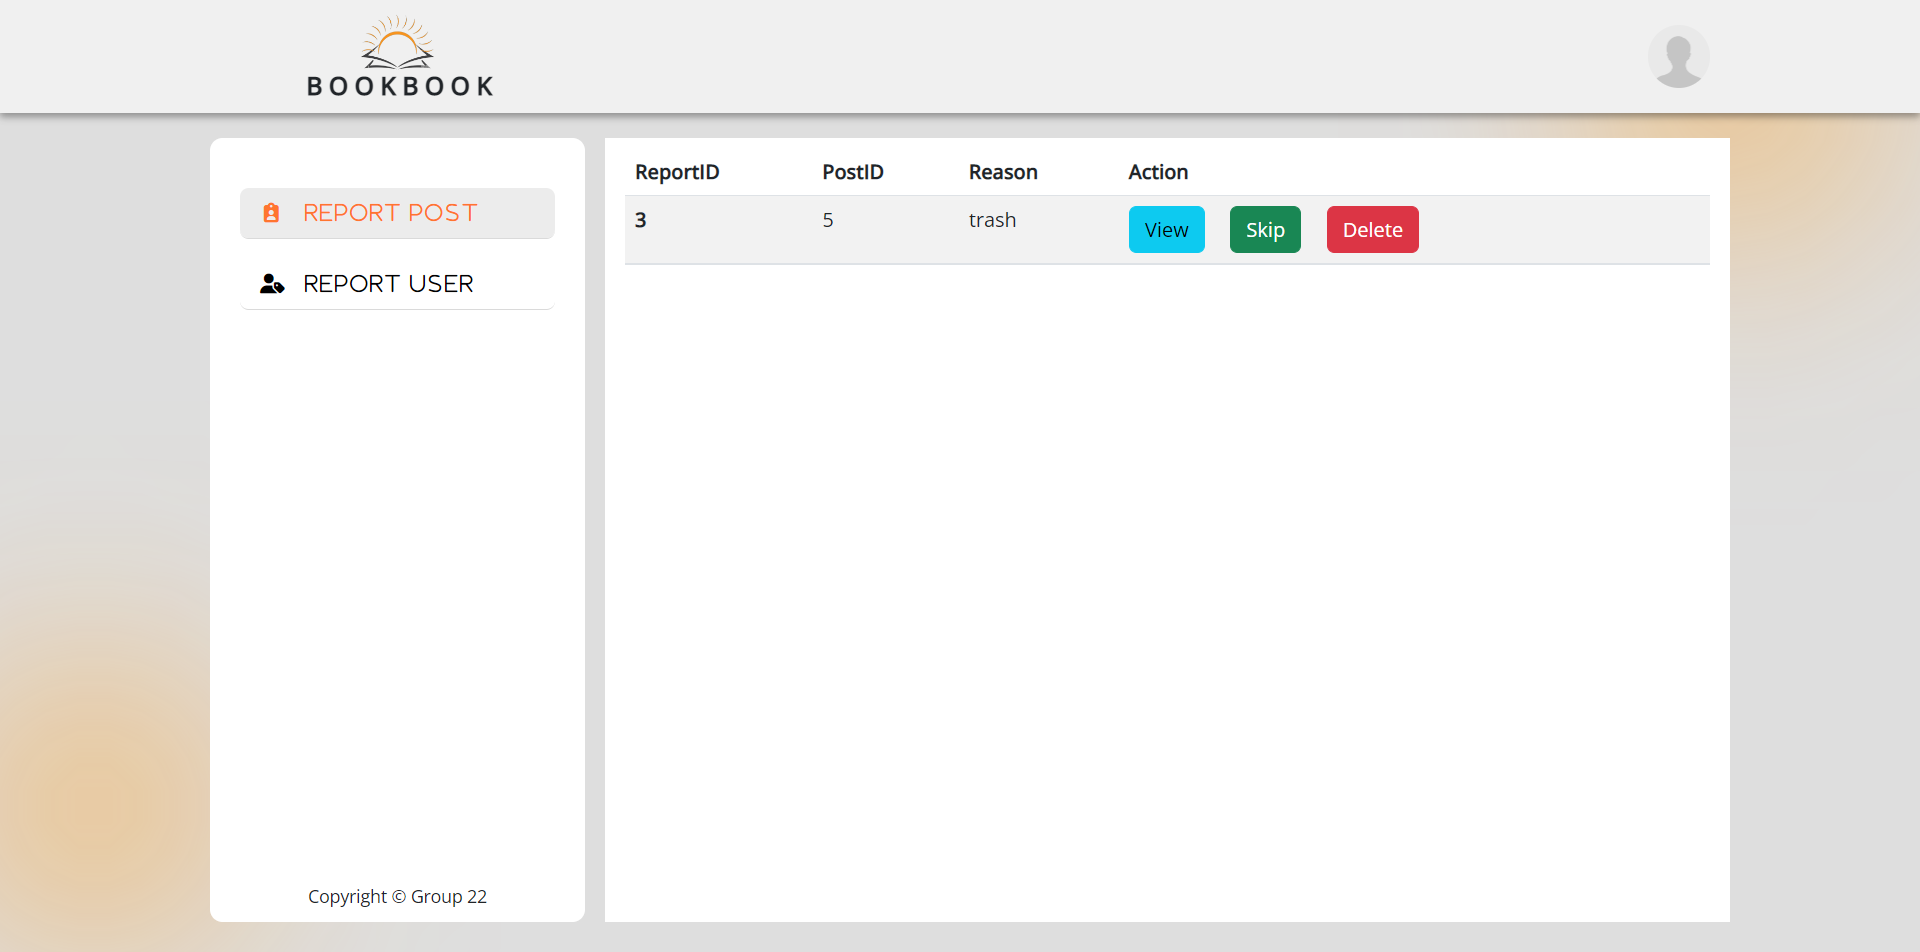 BOOKBOOK
REPORT POST
REPORT USER
Copyright © Group 22
ReportID PostID Reason Action
3 5 trash View Skip Delete